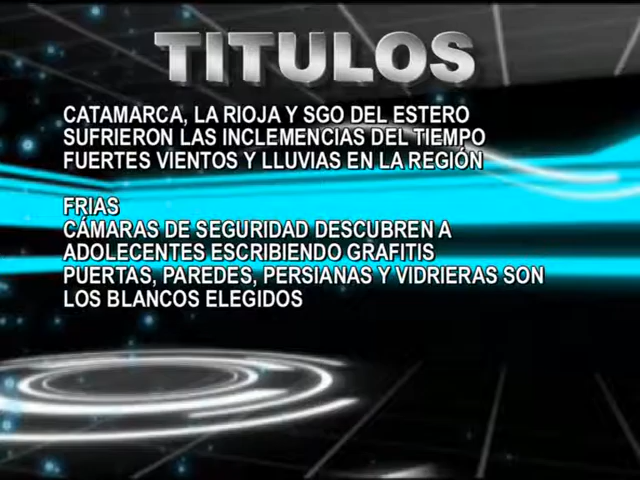 TITULOS
CATAMARCA, LA RIOJA Y SGO DEL ESTERO
SUFRIERON LAS INCLEMENCIAS DEL TIEMPO
FUERTES VIENTOS Y LLUVIAS EN LA REGIÓN
FRIAS
CÁMARAS DE SEGURIDAD DESCUBREN A
ADOLECENTES ESCRIBIENDO GRAFITIS
PUERTAS, PAREDES, PERSIANAS Y VIDRIERAS SON
LOS BLANCOS ELEGIDOS